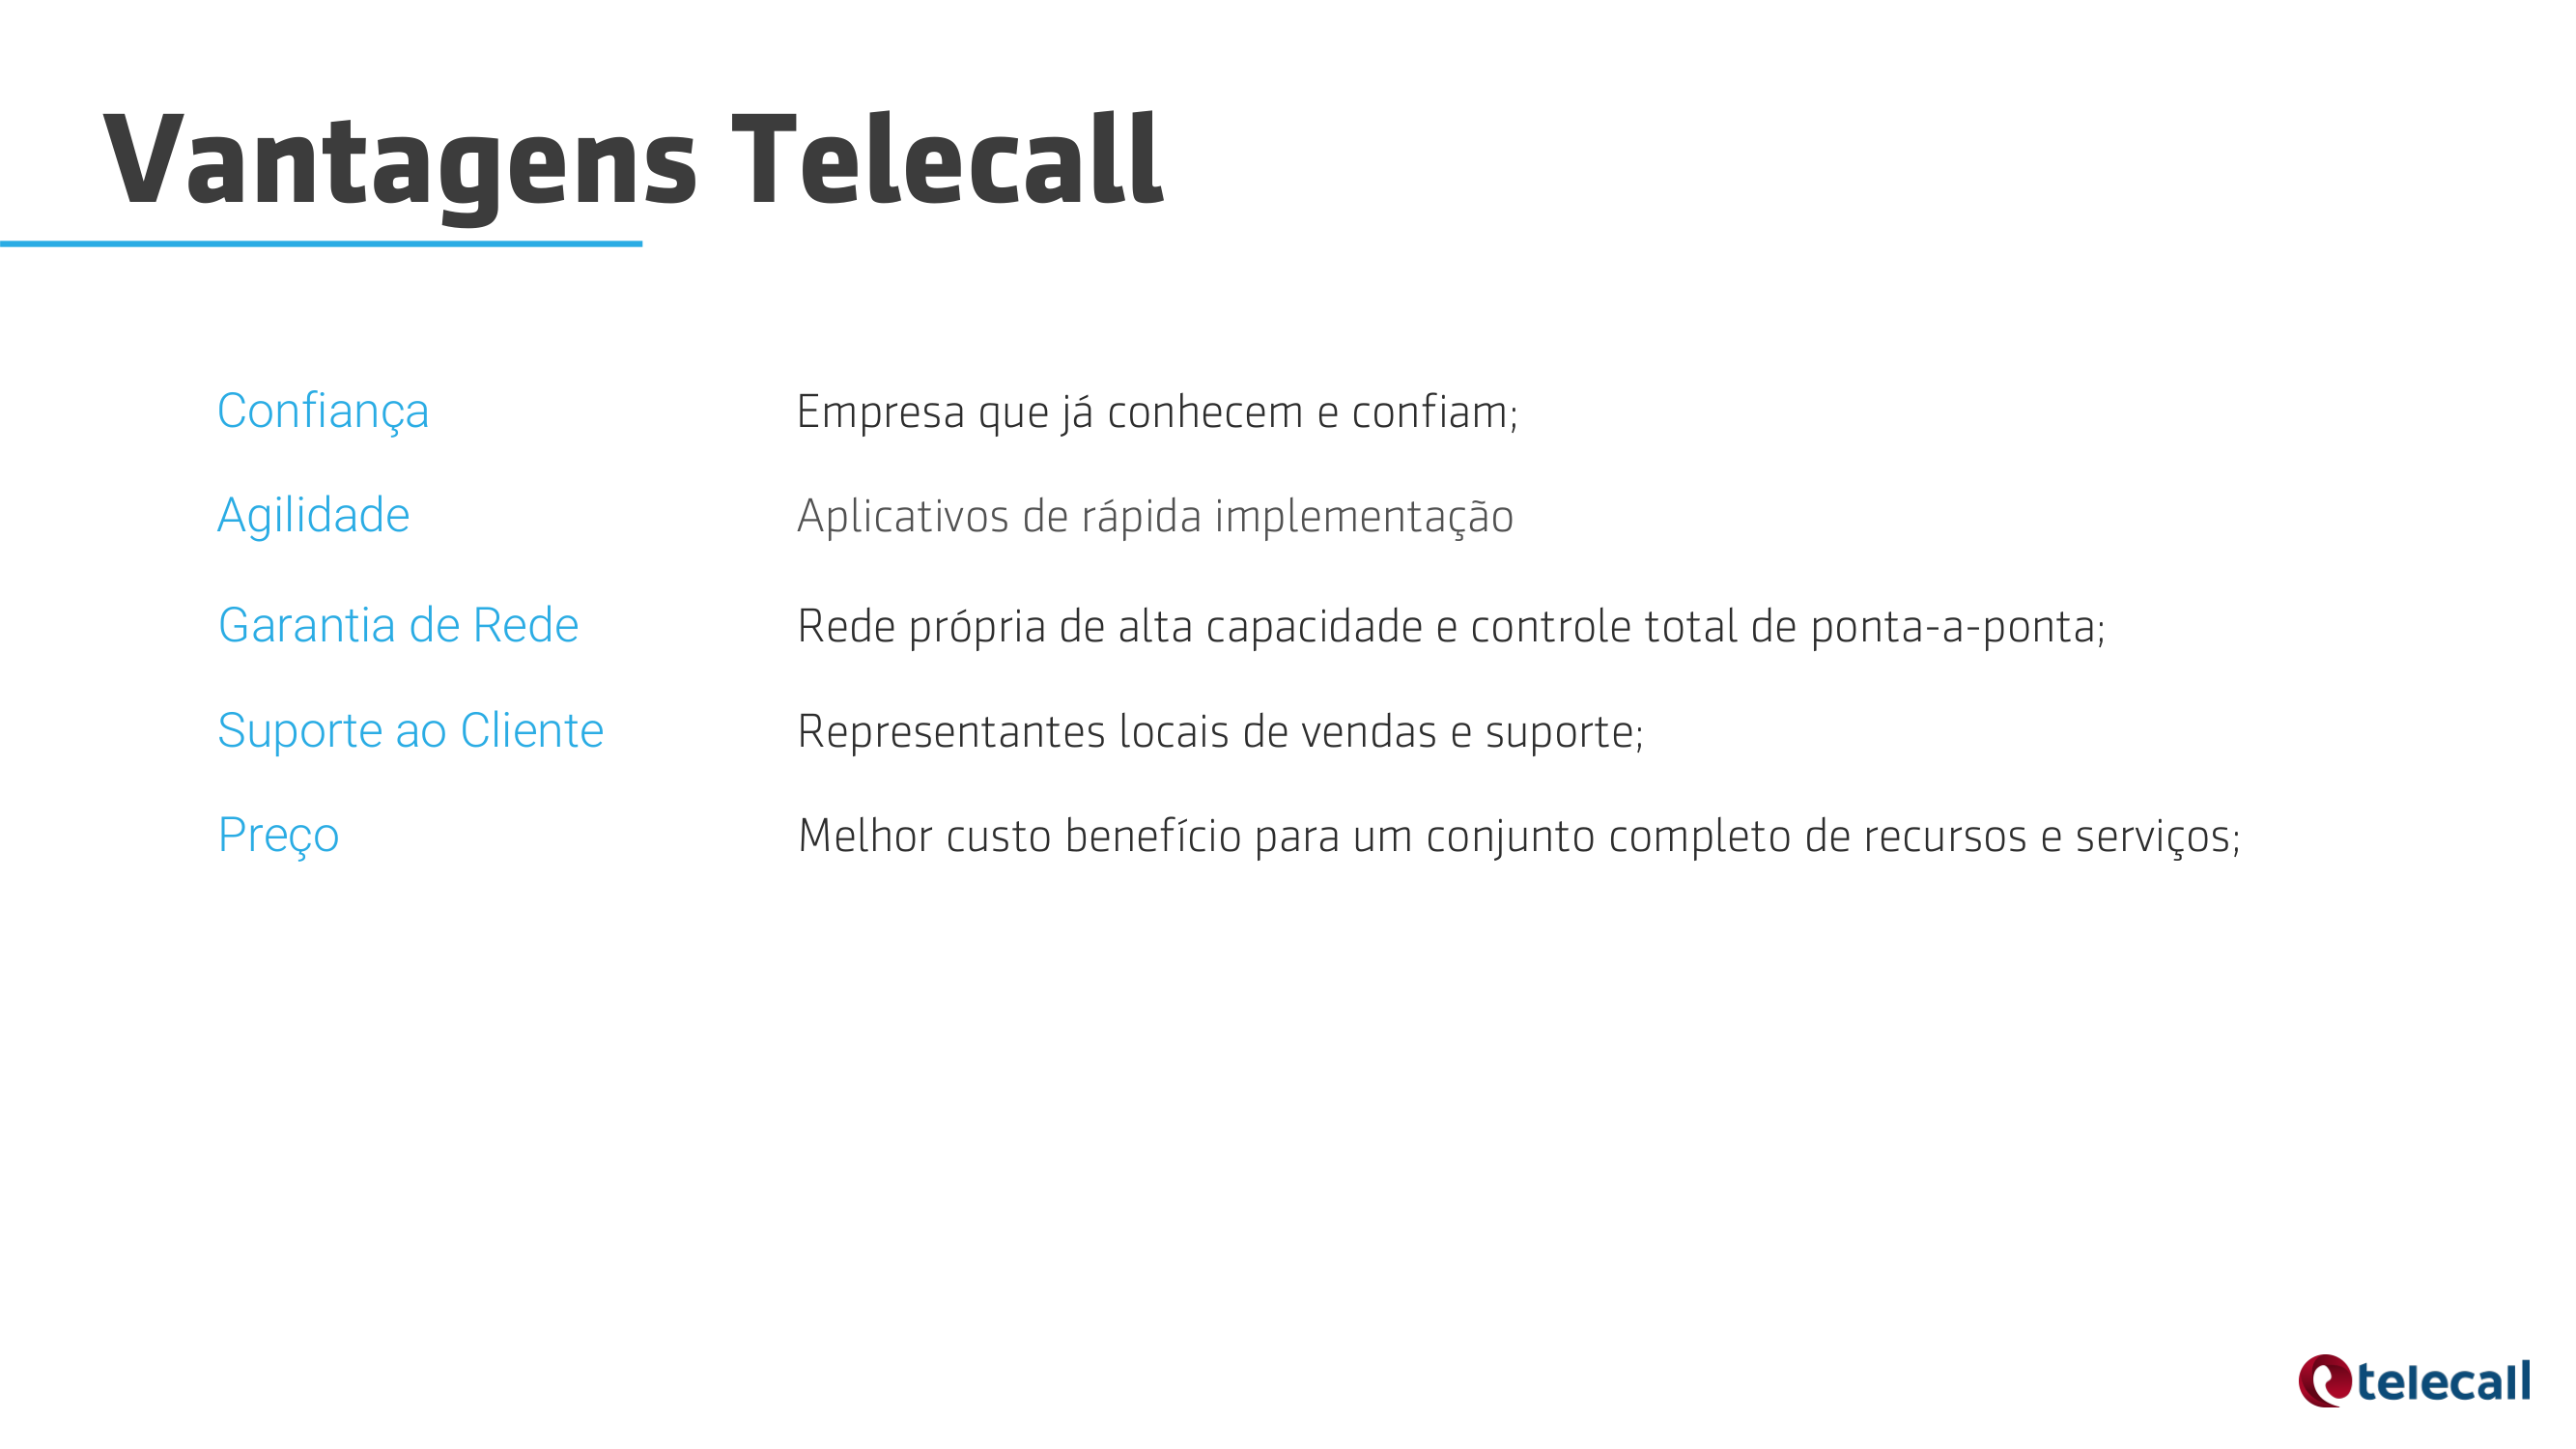 Vantagens Telecall
Confiança Empresa que já conhecem e confiam;
Agilidade Aplicativos de rápida implementação
Garantia de Rede Rede própria de alta capacidade e controle total de ponta-a-ponta;
Suporte ao Cliente Representantes locais de vendas e suporte;
Preço Melhor custo benefício para um conjunto completo de recursos e serviços;
telecall